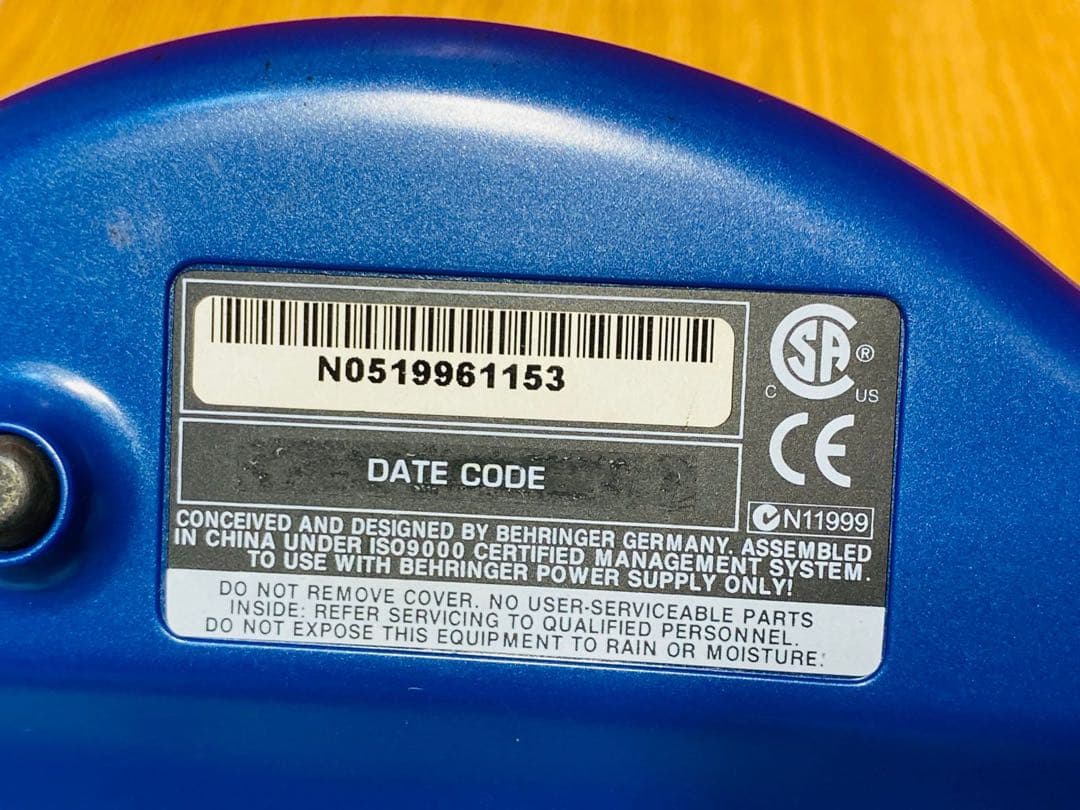 N0519961153
SA ®
C US
CE
DATE CODE
N11999
CONCEIVED AND DESIGNED BY BEHRINGER GERMANY. ASSEMBLED
IN CHINA UNDER ISO9000 CERTIFIED MANAGEMENT SYSTEM.
TO USE WITH BEHRINGER POWER SUPPLY ONLY!
DO NOT REMOVE COVER. NO USER-SERVICEABLE PARTS
INSIDE: REFER SERVICING TO QUALIFIED PERSONNEL.
DO NOT EXPOSE THIS EQUIPMENT TO RAIN OR MOISTURE.